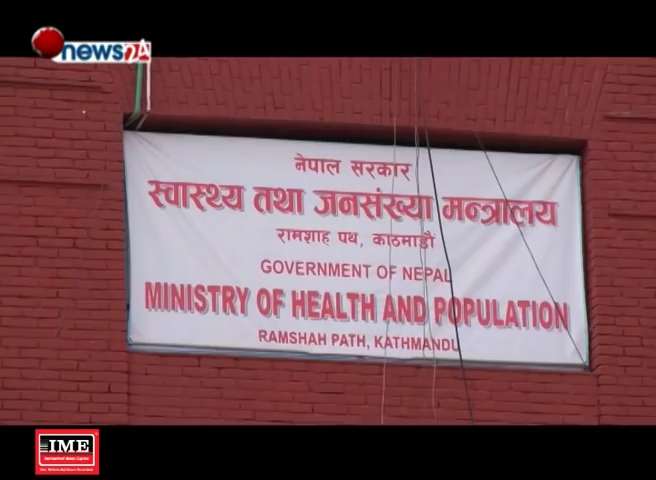 news24
नेपाल सरकार
स्वास्थ्य तथा जनसंख्या मन्त्रालय
रामशाह पथ, काठमाडौं
GOVERNMENT OF NEPAL
MINISTRY OF HEALTH AND POPULATION
RAMSHAH PATH, KATHMANDU
IME